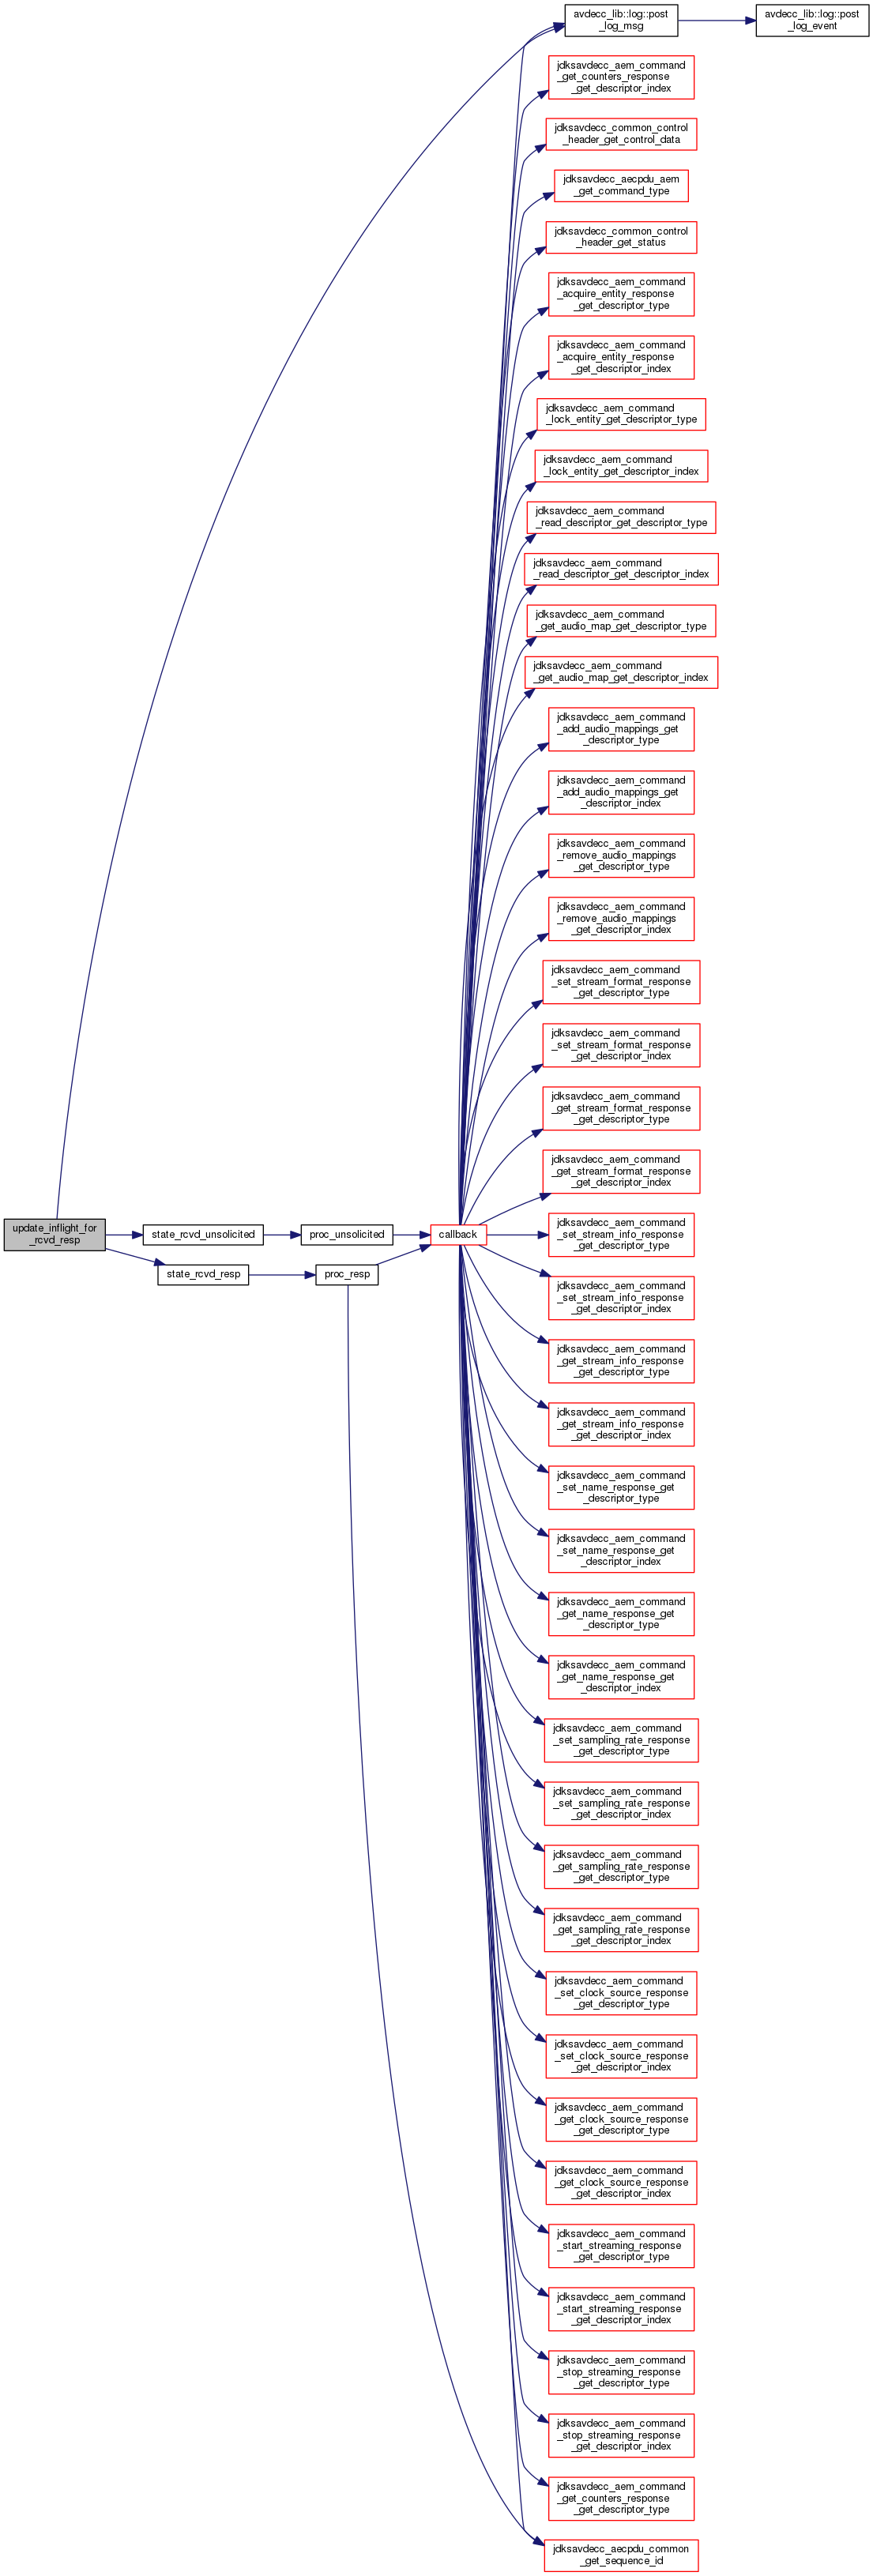 avdecc_lib::log::post
_log_msg
avdecc_lib::log::post
_log_event
jdksavdecc_aem_command
_get_counters_response
_get_descriptor_index
jdksavdecc_common_control
_header_get_control_data
jdksavdecc_aecpdu_aem
_get_command_type
jdksavdecc_common_control
_header_get_status
jdksavdecc_aem_command
_acquire_entity_response
_get_descriptor_type
jdksavdecc_aem_command
_acquire_entity_response
_get_descriptor_index
jdksavdecc_aem_command
_lock_entity_get_descriptor_type
jdksavdecc_aem_command
_lock_entity_get_descriptor_index
jdksavdecc_aem_command
_read_descriptor_get_descriptor_type
jdksavdecc_aem_command
_read_descriptor_get_descriptor_index
jdksavdecc_aem_command
_get_audio_map_get_descriptor_type
jdksavdecc_aem_command
_get_audio_map_get_descriptor_index
jdksavdecc_aem_command
_add_audio_mappings_get
_descriptor_type
jdksavdecc_aem_command
_add_audio_mappings_get
_descriptor_index
jdksavdecc_aem_command
_remove_audio_mappings
_get_descriptor_type
jdksavdecc_aem_command
_remove_audio_mappings
_get_descriptor_index
jdksavdecc_aem_command
_set_stream_format_response
_get_descriptor_type
jdksavdecc_aem_command
_set_stream_format_response
_get_descriptor_index
jdksavdecc_aem_command
_get_stream_format_response
_get_descriptor_type
jdksavdecc_aem_command
_get_stream_format_response
_get_descriptor_index
update_inflight_for
_rcvd_resp
state_rcvd_unsolicited
proc_unsolicited
callback
state_rcvd_resp
proc_resp
jdksavdecc_aem_command
_set_stream_info_response
_get_descriptor_type
jdksavdecc_aem_command
_set_stream_info_response
_get_descriptor_index
jdksavdecc_aem_command
_get_stream_info_response
_get_descriptor_type
jdksavdecc_aem_command
_get_stream_info_response
_get_descriptor_index
jdksavdecc_aem_command
_set_name_response_get
_descriptor_type
jdksavdecc_aem_command
_set_name_response_get
_descriptor_index
jdksavdecc_aem_command
_get_name_response_get
_descriptor_type
jdksavdecc_aem_command
_get_name_response_get
_descriptor_index
jdksavdecc_aem_command
_set_sampling_rate_response
_get_descriptor_type
jdksavdecc_aem_command
_set_sampling_rate_response
_get_descriptor_index
jdksavdecc_aem_command
_get_sampling_rate_response
_get_descriptor_type
jdksavdecc_aem_command
_get_sampling_rate_response
_get_descriptor_index
jdksavdecc_aem_command
_set_clock_source_response
_get_descriptor_type
jdksavdecc_aem_command
_set_clock_source_response
_get_descriptor_index
jdksavdecc_aem_command
_get_clock_source_response
_get_descriptor_type
jdksavdecc_aem_command
_get_clock_source_response
_get_descriptor_index
jdksavdecc_aem_command
_start_streaming_response
_get_descriptor_type
jdksavdecc_aem_command
_start_streaming_response
_get_descriptor_index
jdksavdecc_aem_command
_stop_streaming_response
_get_descriptor_type
jdksavdecc_aem_command
_stop_streaming_response
_get_descriptor_index
jdksavdecc_aem_command
_get_counters_response
_get_descriptor_type
jdksavdecc_aecpdu_common
_get_sequence_id